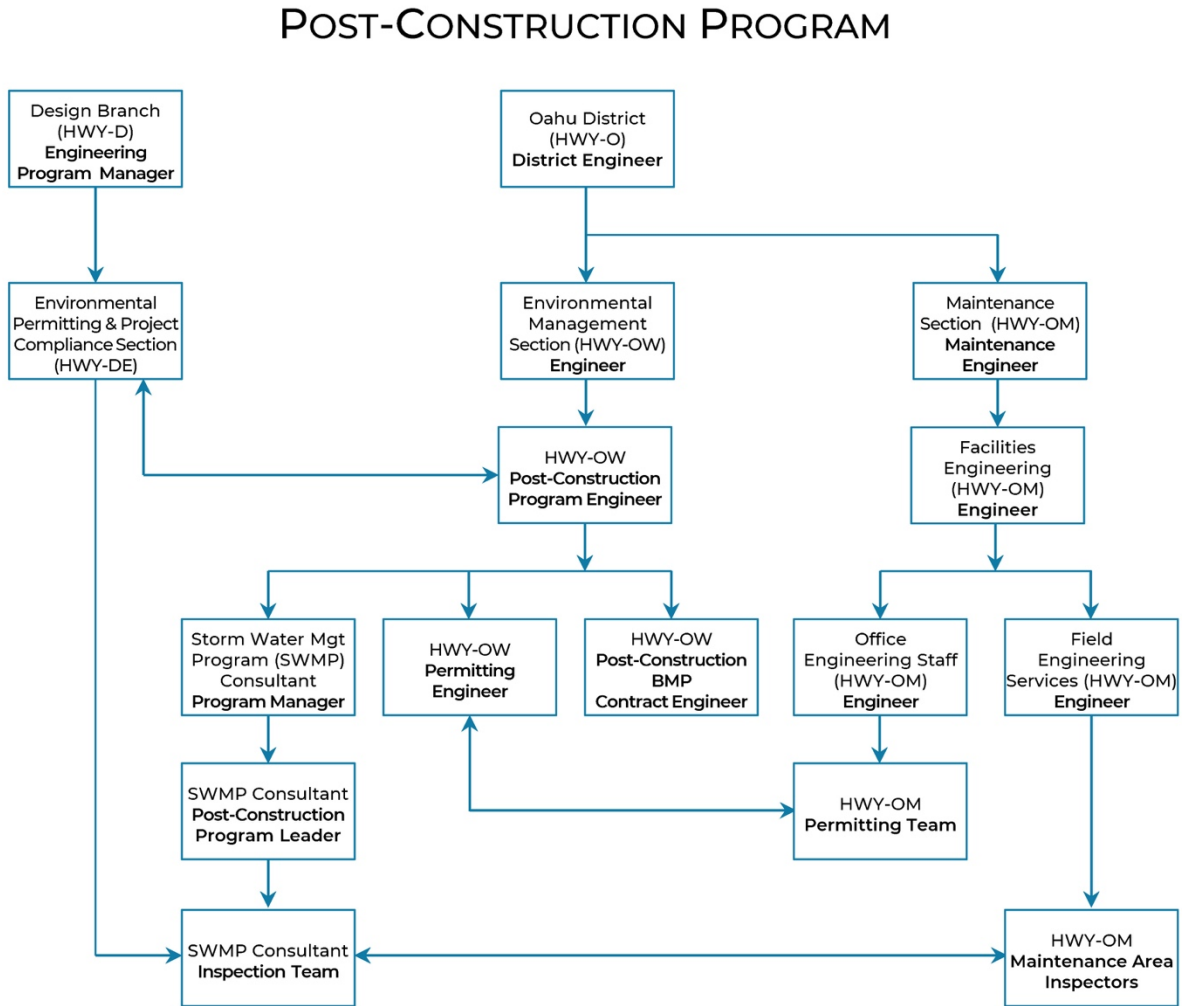 POST-CONSTRUCTION PROGRAM
Design Branch
(HWY-D)
Engineering
Program Manager
Oahu District
(HWY-O)
District Engineer
Environmental
Permitting & Project
Compliance Section
(HWY-DE)
Environmental
Management
Section (HWY-OW)
Engineer
Maintenance
Section (HWY-OM)
Maintenance
Engineer
HWY-OW
Post-Construction
Program Engineer
Facilities
Engineering
(HWY-OM)
Engineer
Storm Water Mgt
Program (SWMP)
Consultant
Program Manager
HWY-OW
Permitting
Engineer
HWY-OW
Post-Construction
BMP
Contract Engineer
Office
Engineering Staff
(HWY-OM)
Engineer
Field
Engineering
Services (HWY-OM)
Engineer
SWMP Consultant
Post-Construction
Program Leader
HWY-OM
Permitting Team
SWMP Consultant
Inspection Team
HWY-OM
Maintenance Area
Inspectors